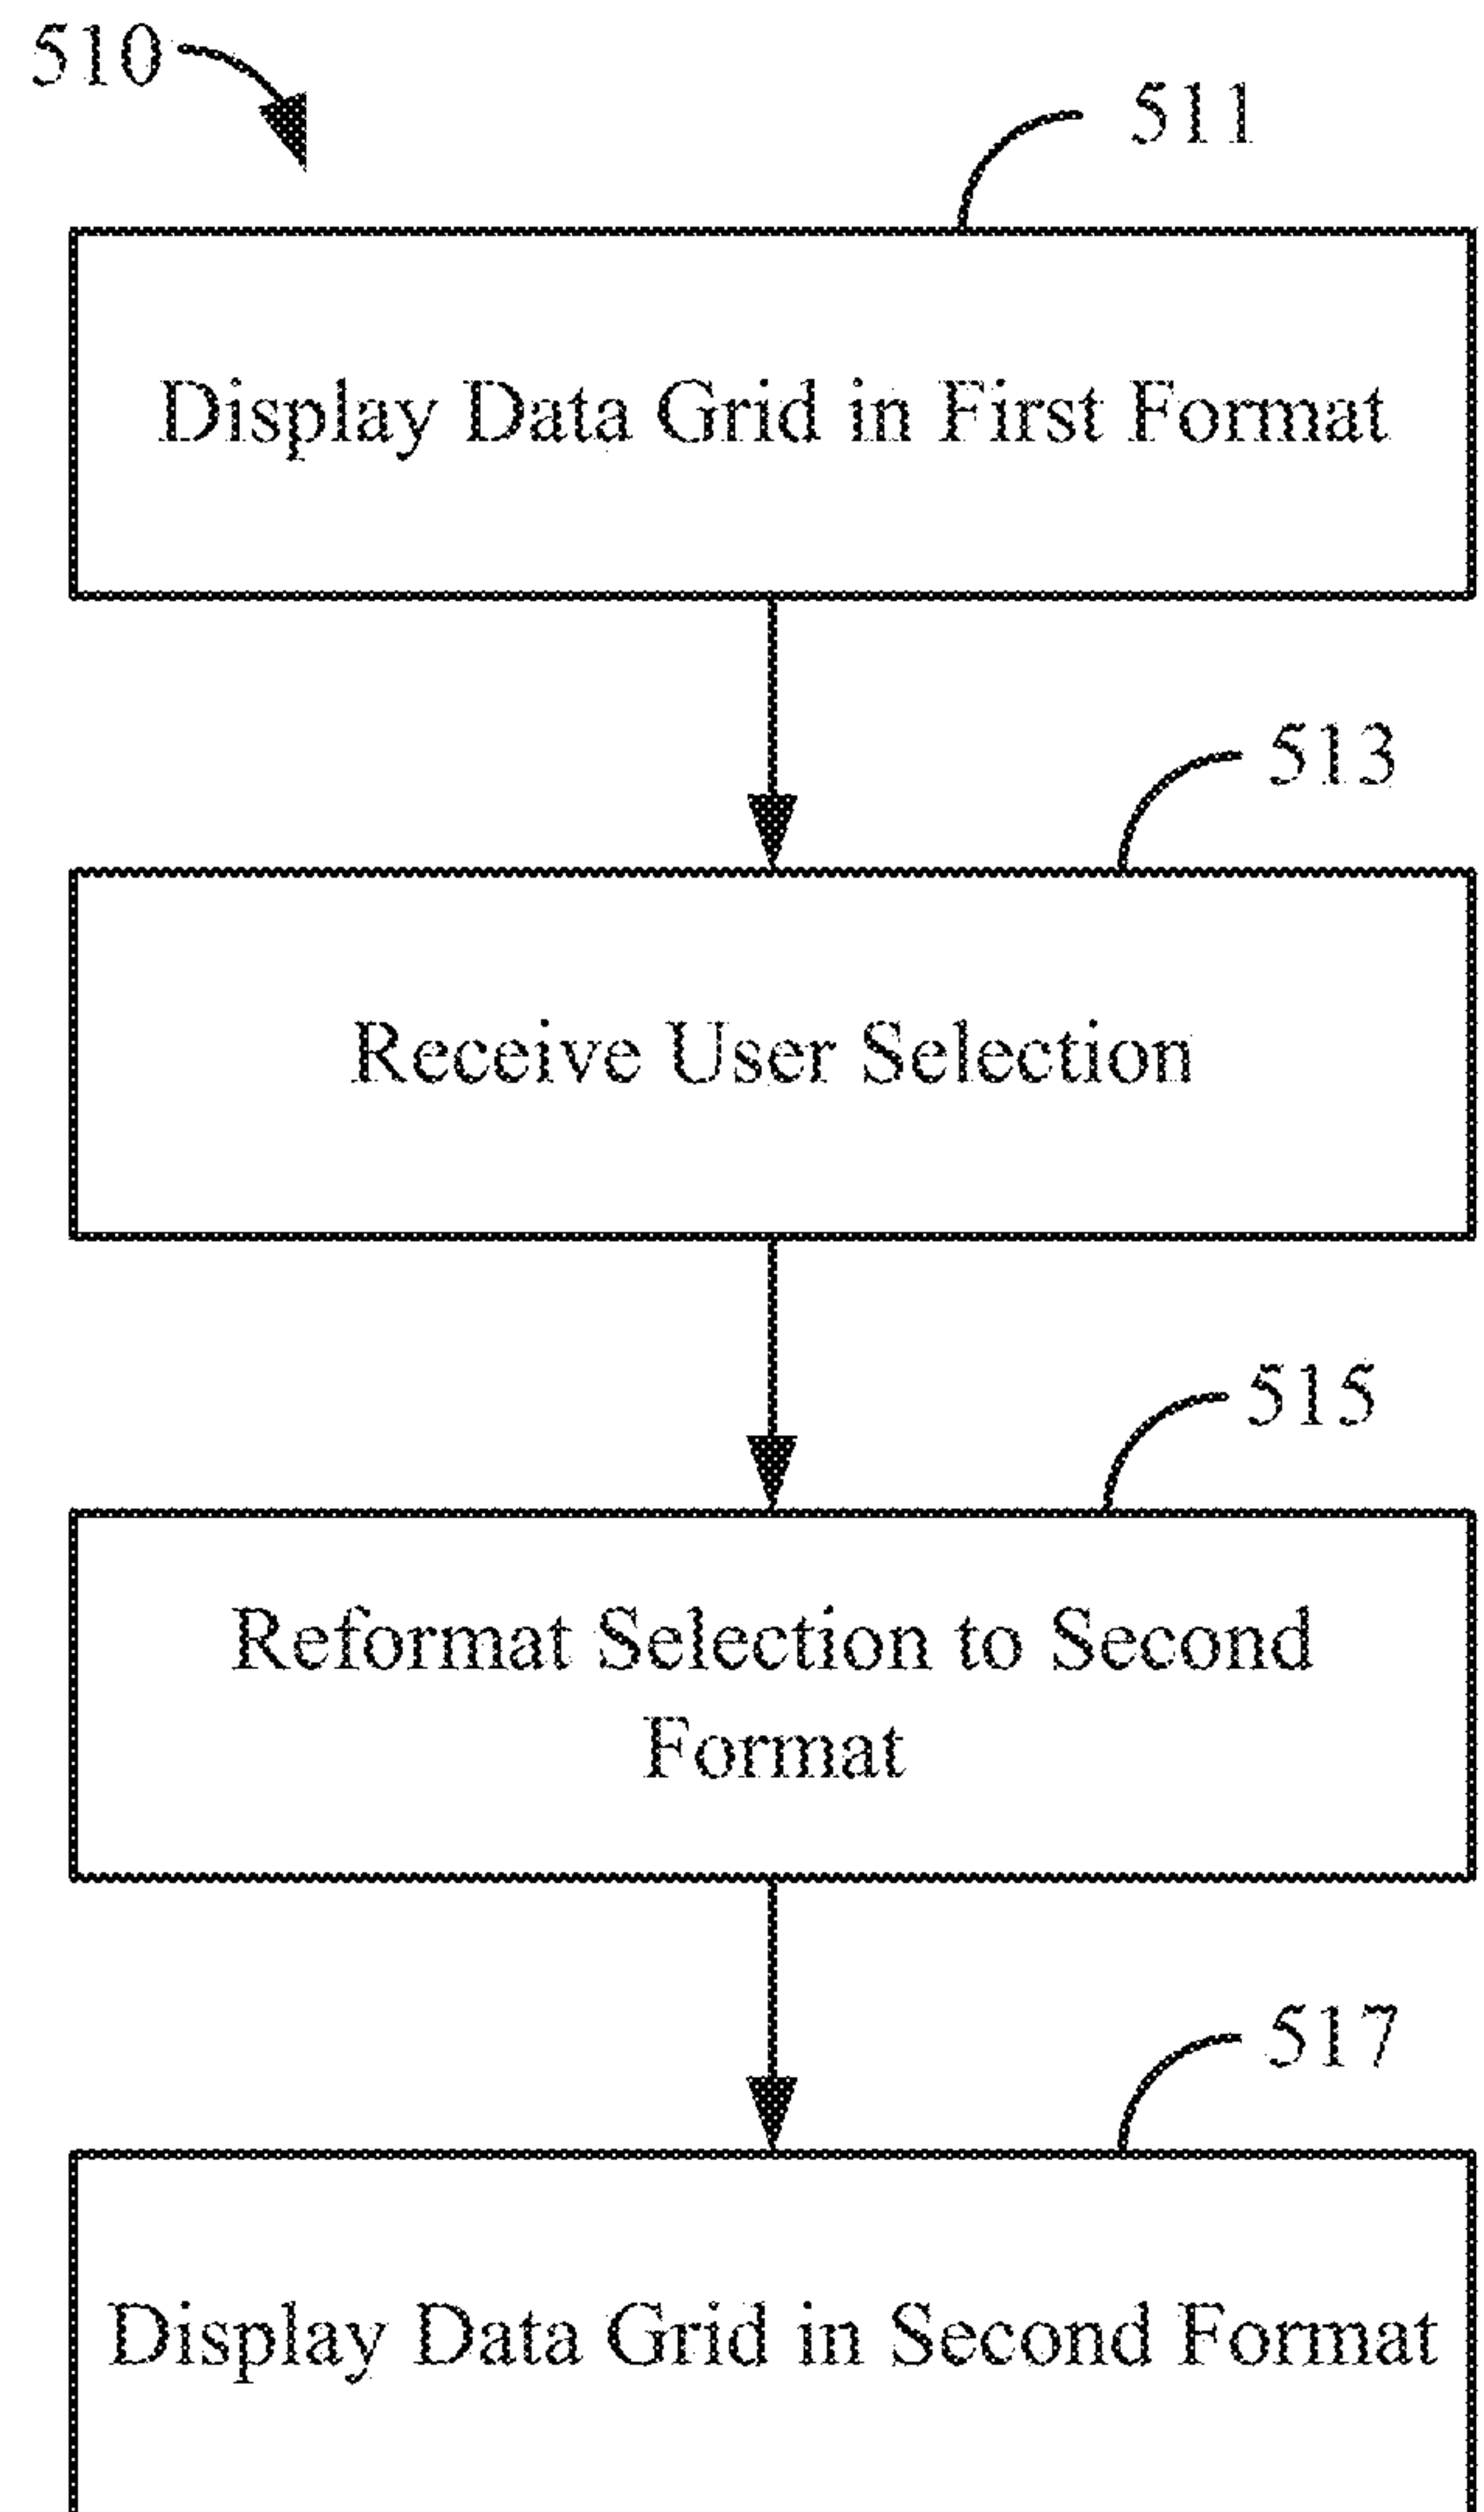 510
511
Display Data Grid in First Format
513
Receive User Selection
515
Reformat Selection to Second
Format
517
Display Data Grid in Second Format